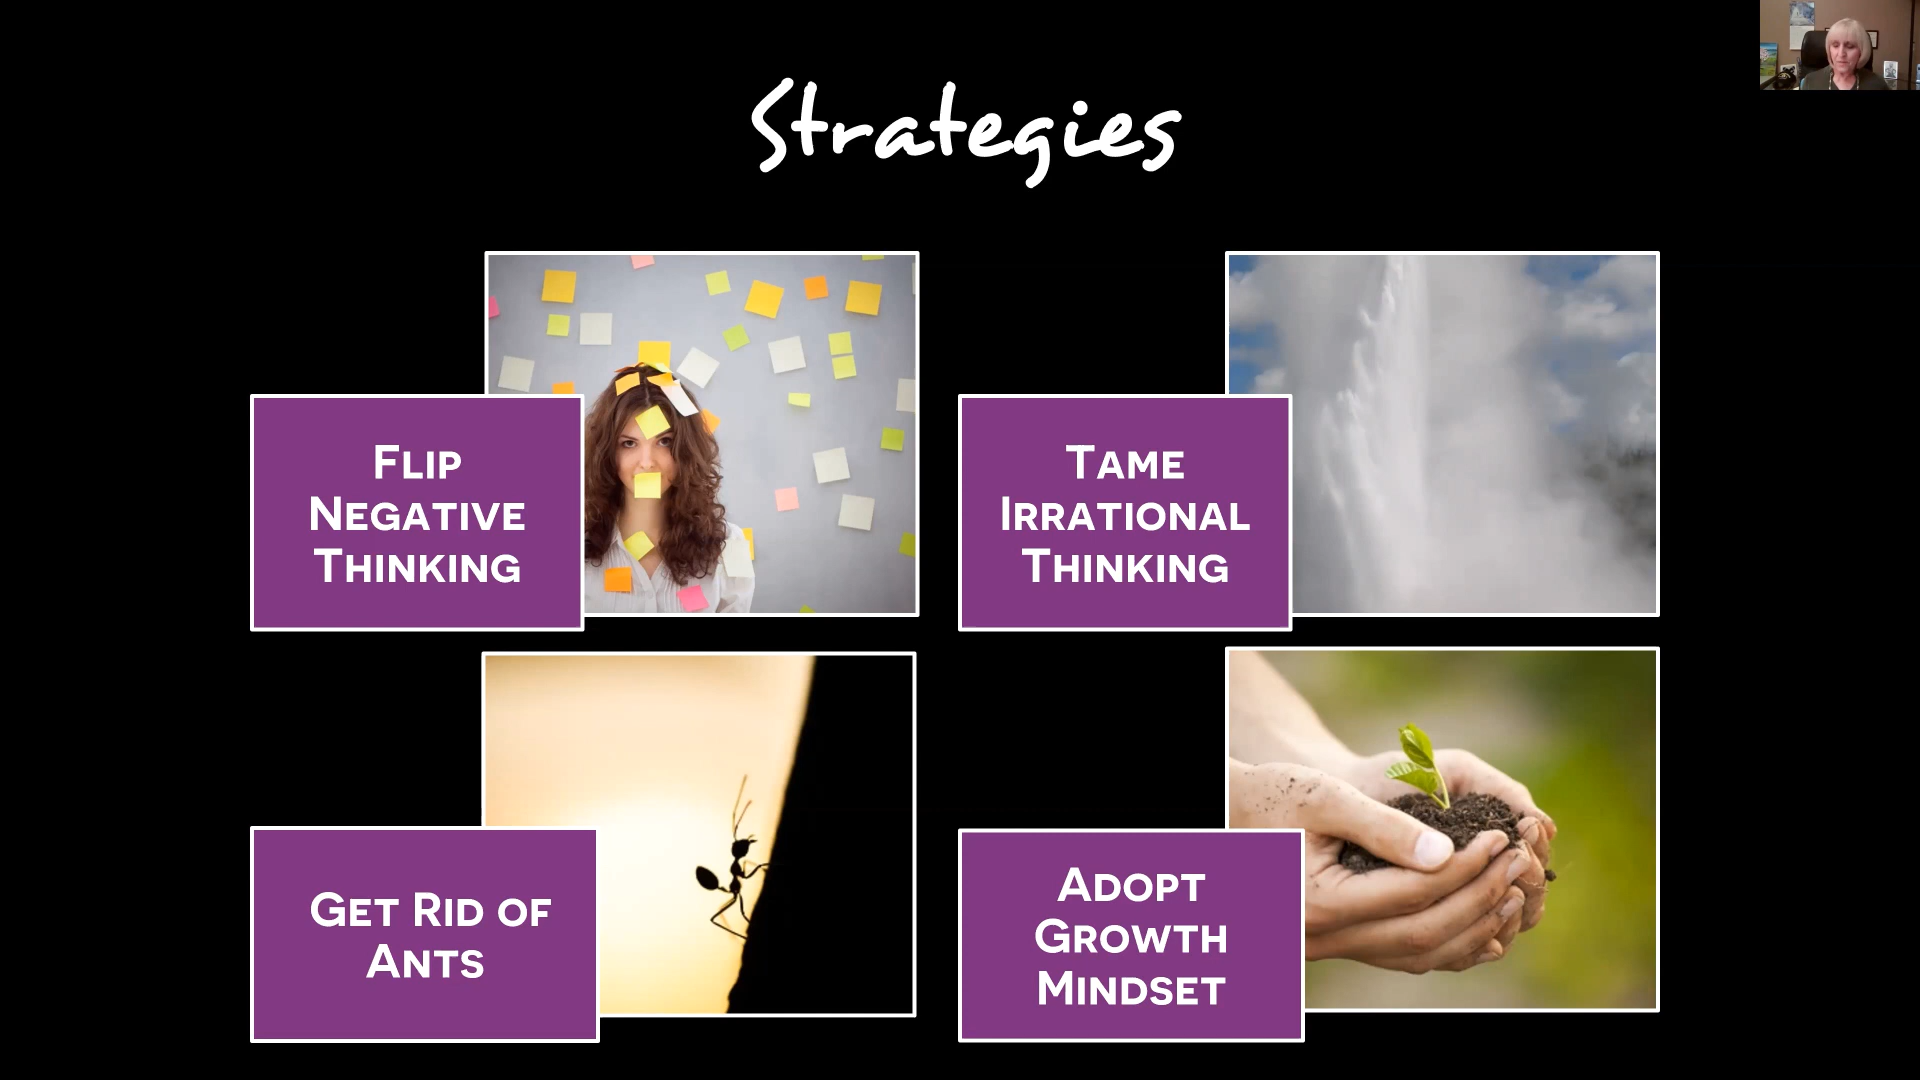 Strategies
Flip
Negative
Thinking
Tame
Irrational
Thinking
Get Rid of
Ants
Adopt
Growth
Mindset